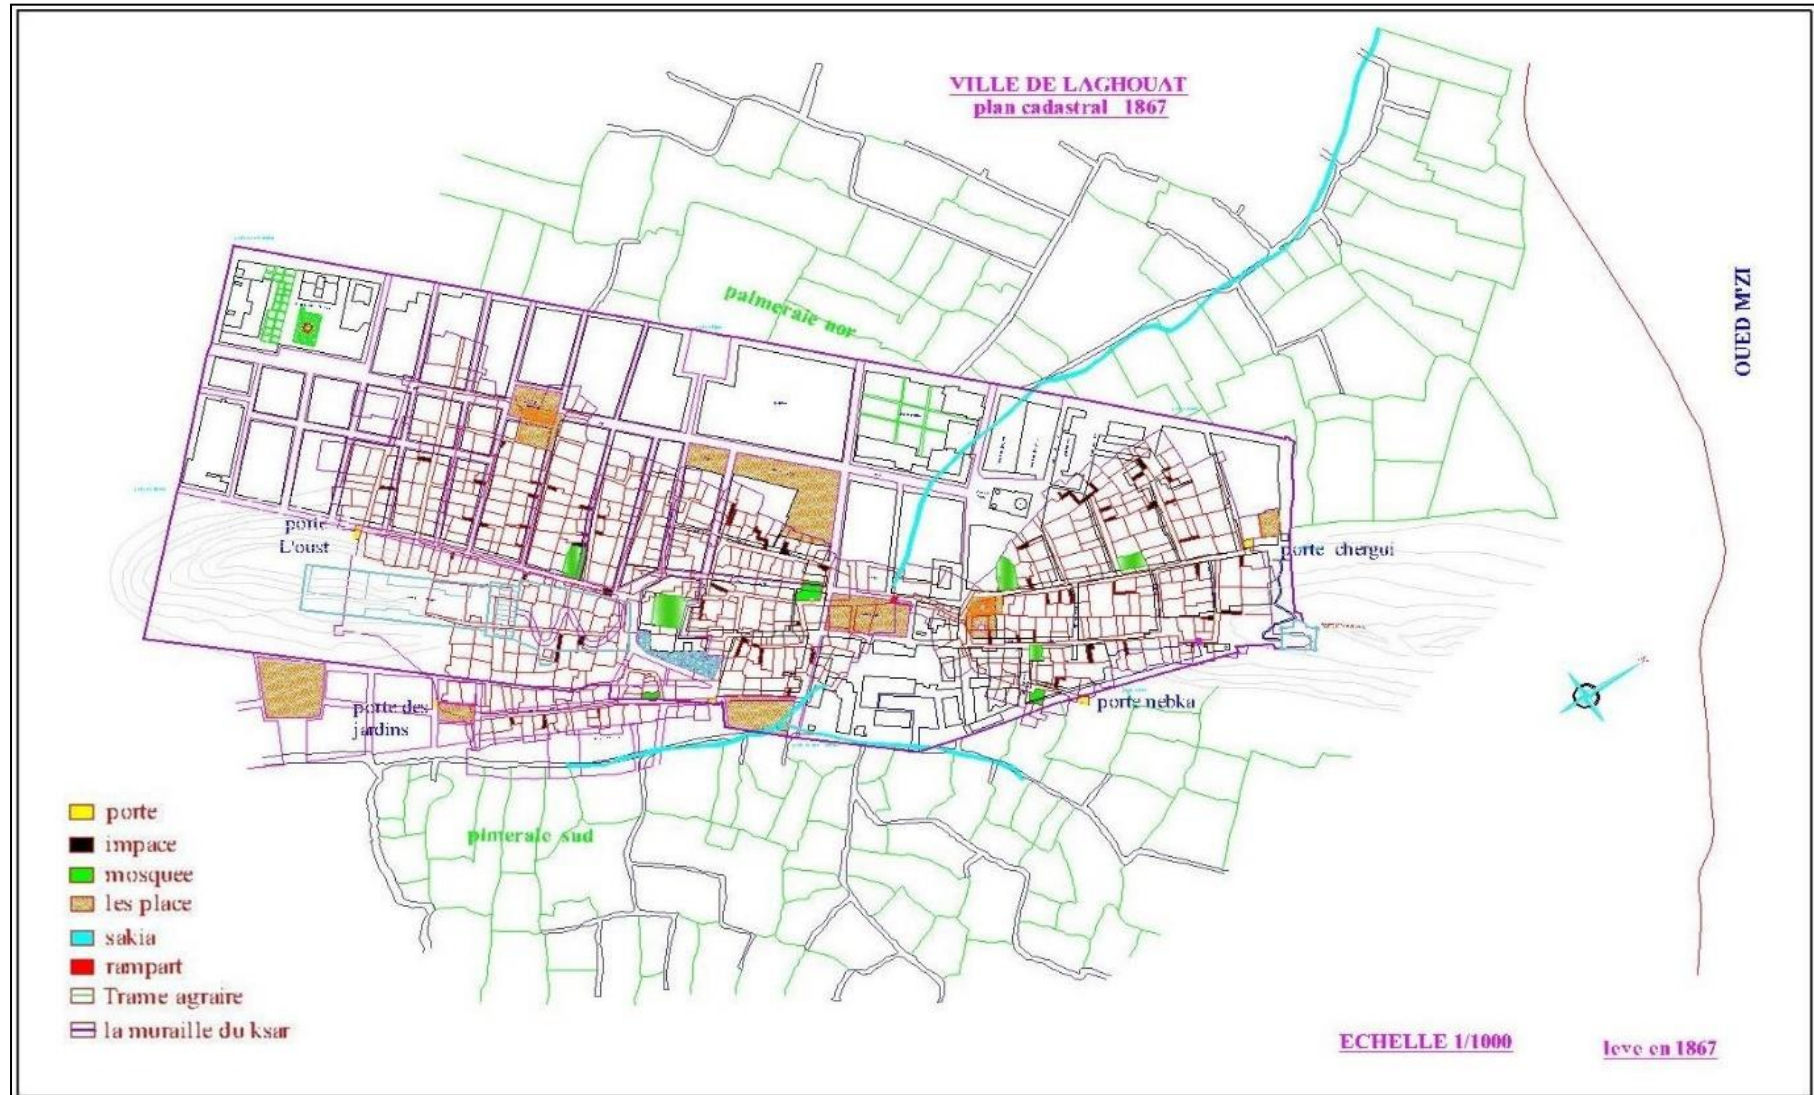 VILLE DE LAGHOUAT
plan cadastral 1867
OUED M'ZI
palmeraie nor
porte
L'oust
porte chergui
porte des
jardins
porte nebka
pimeraie sud
porte
impace
mosquee
les place
sakia
rampart
Trame agraire
la muraille du ksar
ECHELLE 1/1000
leve en 1867